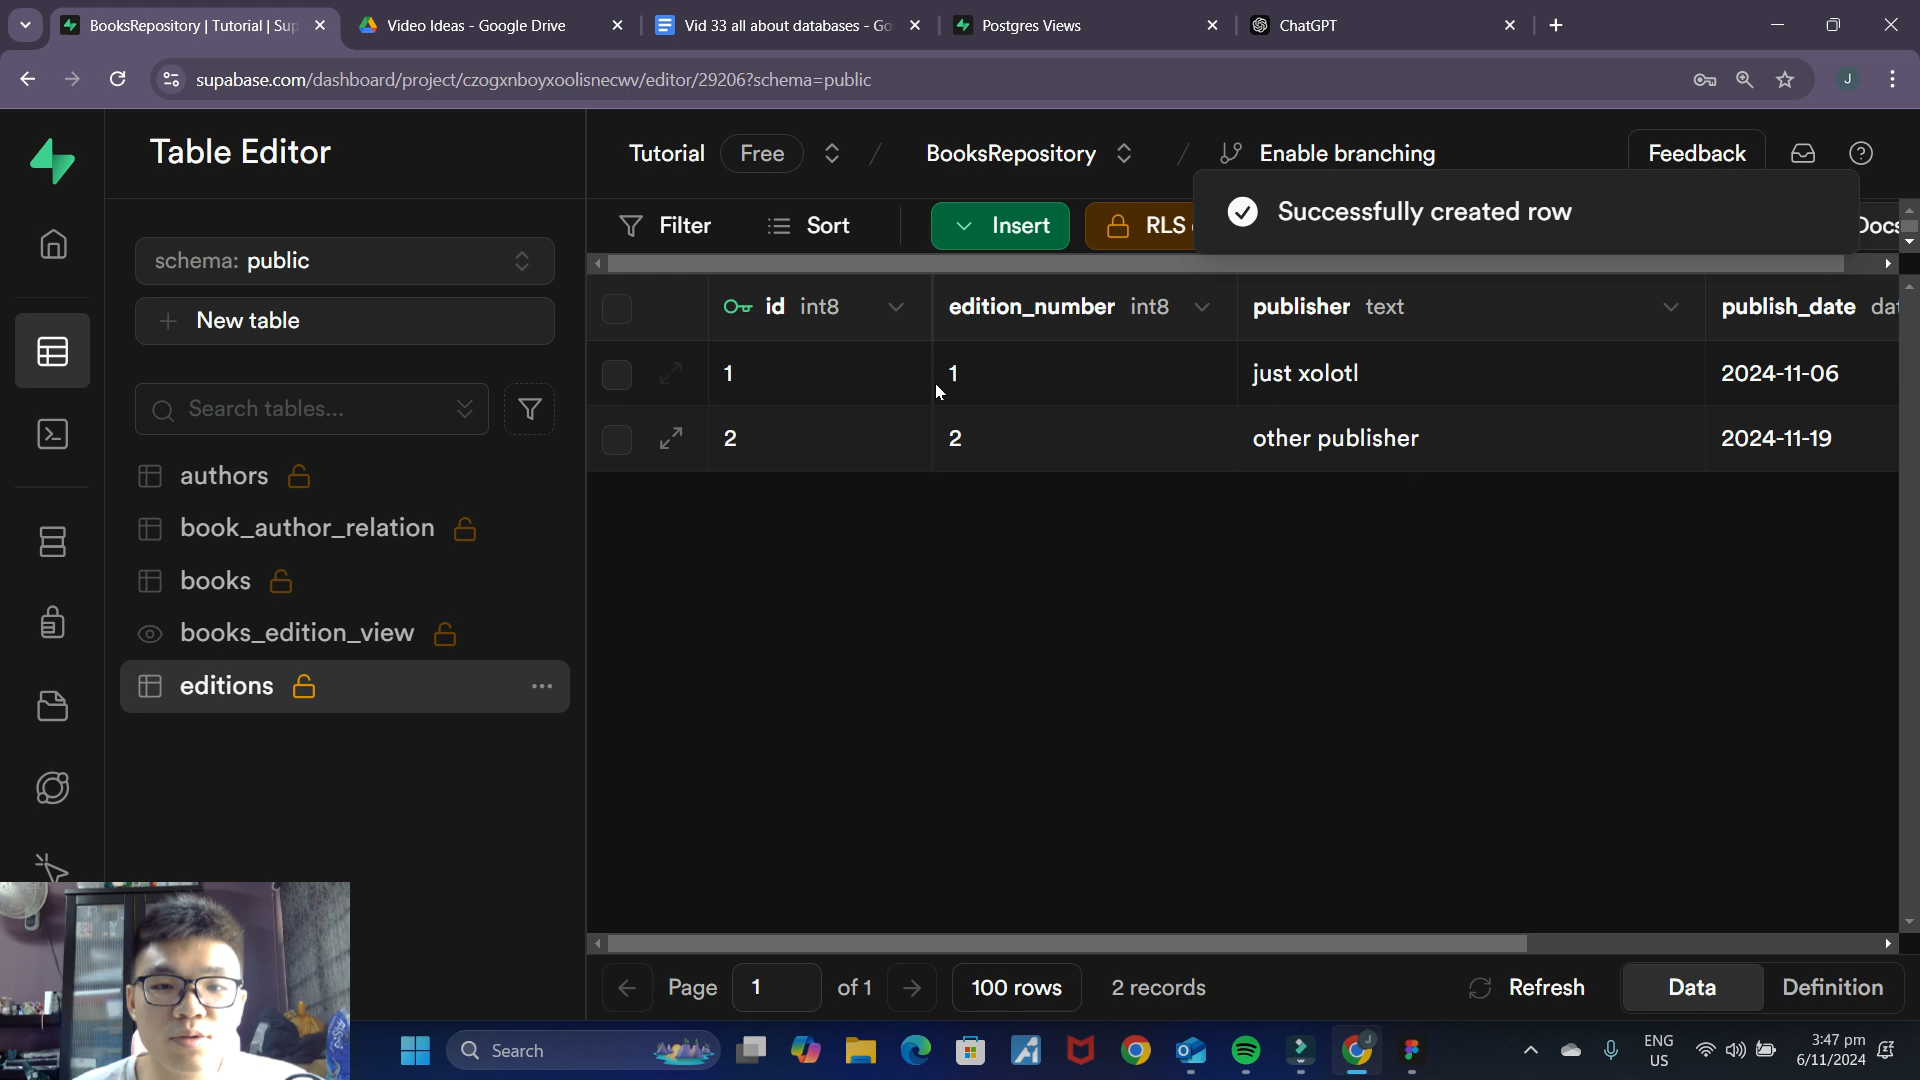 BooksRepository | Tutorial | Sup
Video Ideas - Google Drive
Vid 33 all about databases - Go
Postgres Views
ChatGPT
supabase.com/dashboard/project/czogxnboyxoolisnecwv/editor/29206?schema=public
J
Table Editor
Tutorial Free / BooksRepository / Enable branching Feedback
Successfully created row
Filter Sort Insert RLS Docs
schema: public
New table
Search tables...
authors
book_author_relation
books
books_edition_view
editions
id int8 edition_number int8 publisher text publish_date dat
1 1 just xolotl 2024-11-06
2 2 other publisher 2024-11-19
Page 1 of 1 100 rows 2 records Refresh Data Definition
Search
ENG
US
3:47 pm
6/11/2024